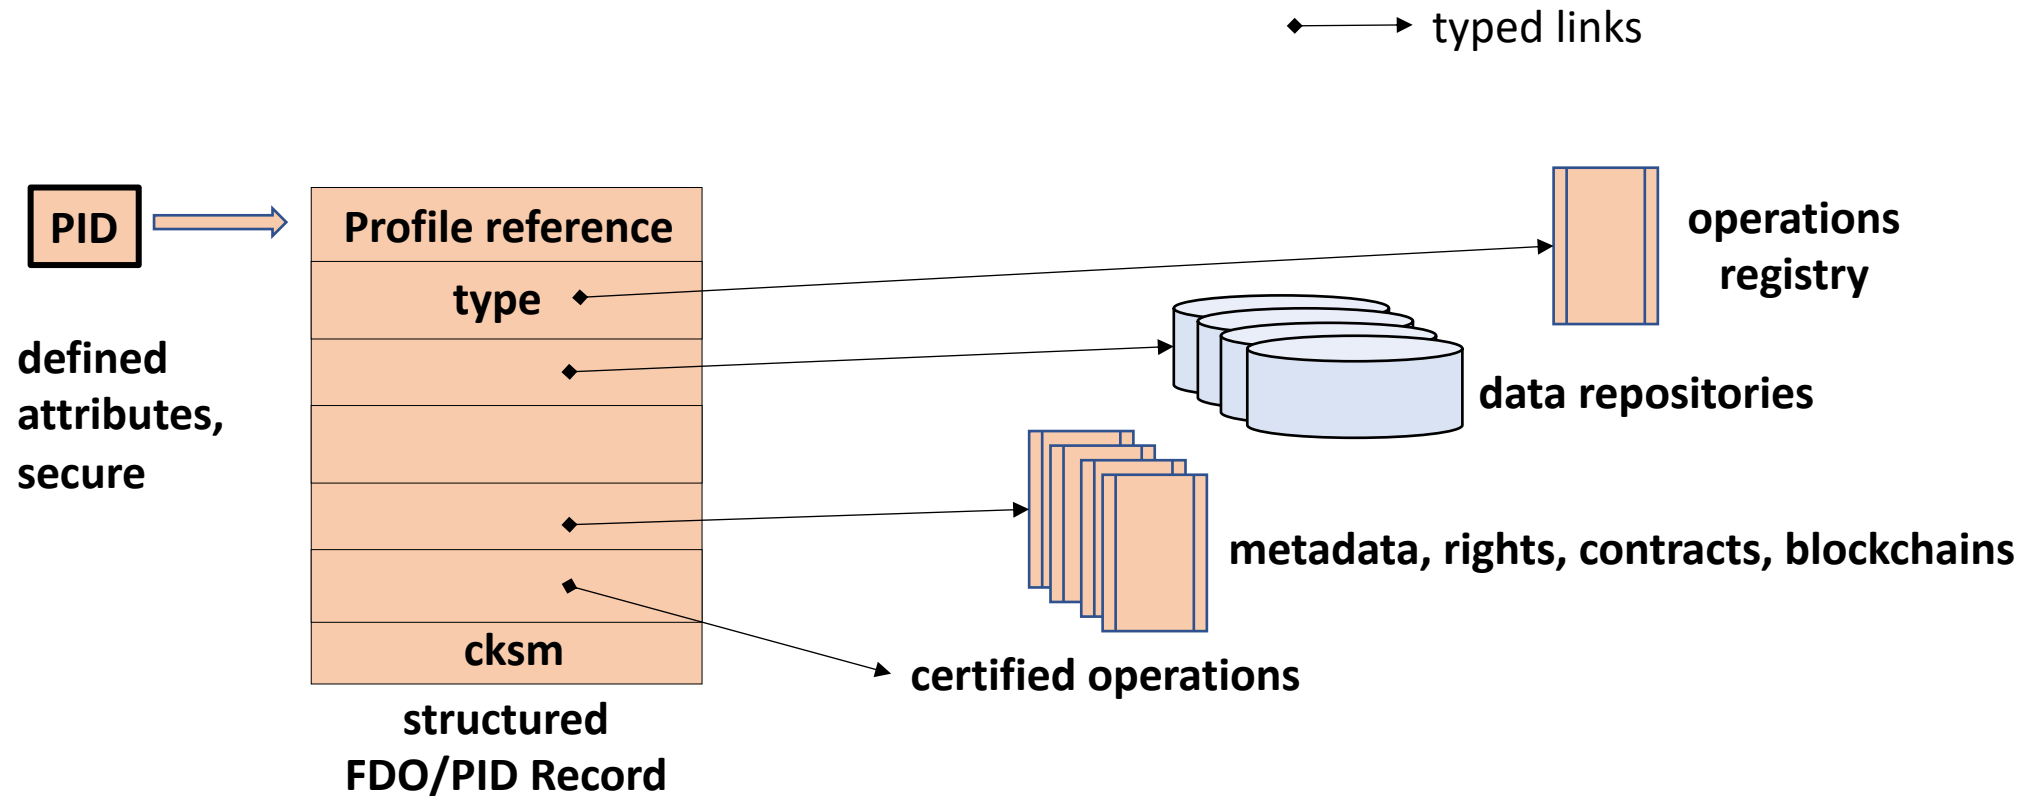 typed links
PID
Profile reference
type
cksm
defined
attributes,
secure
structured
FDO/PID Record
operations
registry
data repositories
metadata, rights, contracts, blockchains
certified operations